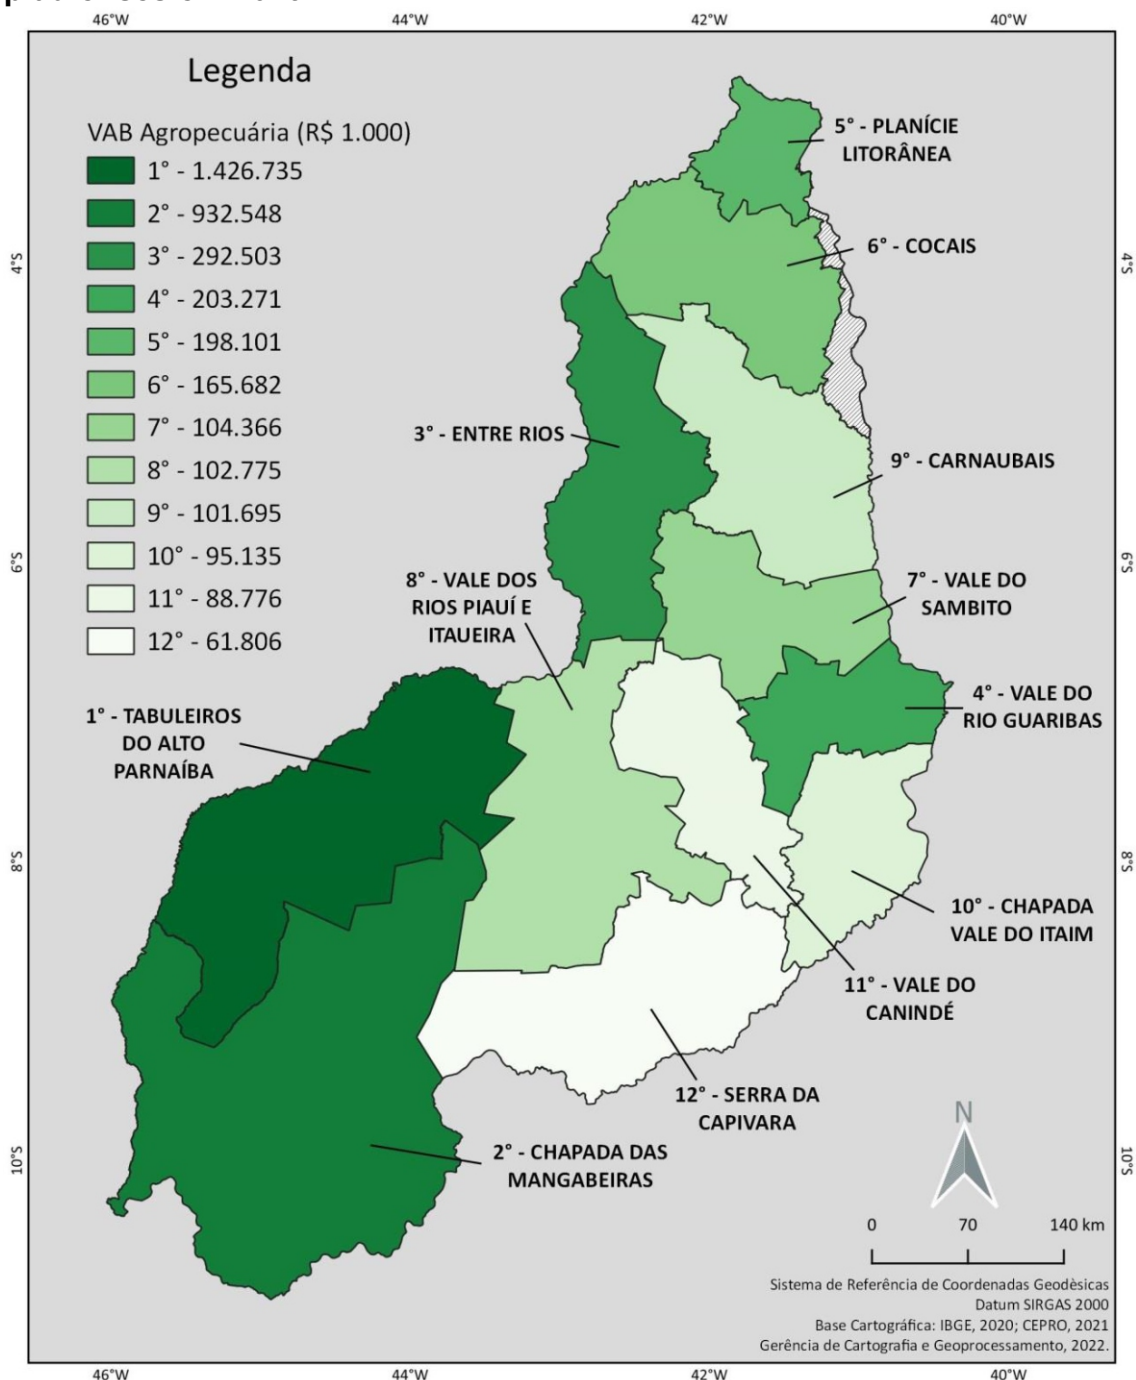 46°W
44°W
42°W
40°W
Legenda
VAB Agropecuária (R$ 1.000)
1° - 1.426.735
2° - 932.548
3° - 292.503
4° - 203.271
5° - 198.101
6° - 165.682
7° - 104.366
8° - 102.775
9° - 101.695
10° - 95.135
11° - 88.776
12° - 61.806
5° - PLANÍCIE
LITORÂNEA
6° - COCAIS
4°S
4°S
3° - ENTRE RIOS
9° - CARNAUBAIS
6°S
6°S
8° - VALE DOS
RIOS PIAUÍ E
ITAUEIRA
7° - VALE DO
SAMBITO
1° - TABULEIROS
DO ALTO
PARNAÍBA
4° - VALE DO
RIO GUARIBAS
8°S
8°S
10° - CHAPADA
VALE DO ITAIM
11° - VALE DO
CANINDÉ
12° - SERRA DA
CAPIVARA
2° - CHAPADA DAS
MANGABEIRAS
10°S
10°S
N
0 70 140 km
Sistema de Referência de Coordenadas Geodèsicas
Datum SIRGAS 2000
Base Cartográfica: IBGE, 2020; CEPRO, 2021
Gerência de Cartografia e Geoprocessamento, 2022.
46°W
44°W
42°W
40°W